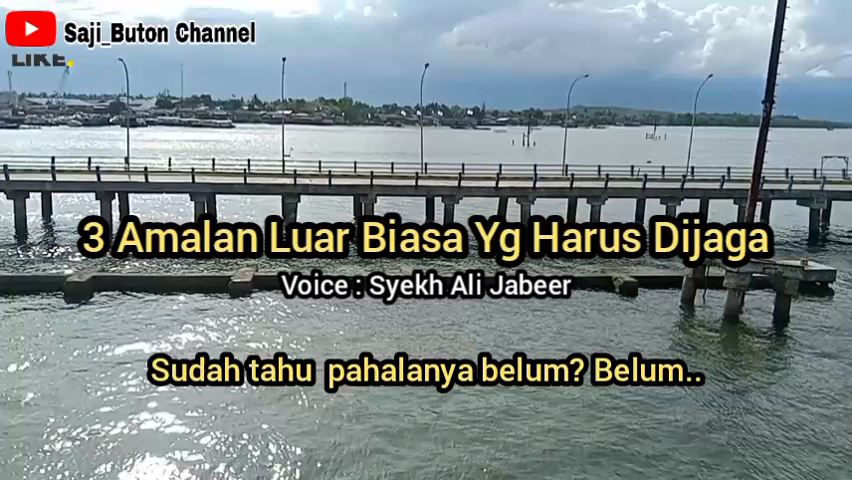 Saji_Buton Channel
LIKE
3 Amalan Luar Biasa Yg Harus Dijaga
Voice : Syekh Ali Jabeer
Sudah tahu pahalanya belum? Belum..